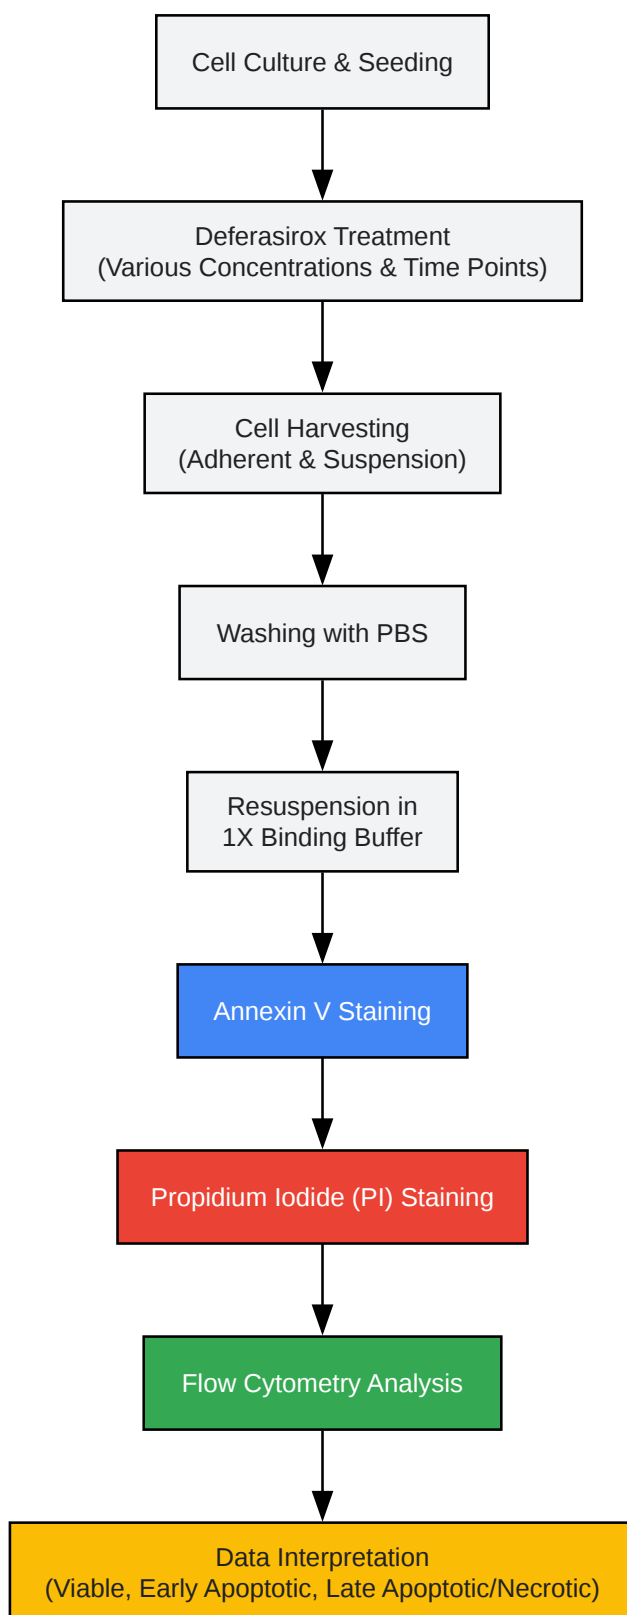 Cell Culture & Seeding
Deferasirox Treatment
(Various Concentrations & Time Points)
Cell Harvesting
(Adherent & Suspension)
Washing with PBS
Resuspension in
1X Binding Buffer
Annexin V Staining
Propidium Iodide (PI) Staining
Flow Cytometry Analysis
Data Interpretation
(Viable, Early Apoptotic, Late Apoptotic/Necrotic)